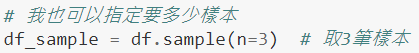 # 我也可以指定要多少樣本
df_sample = df.sample(n=3)  # 取3筆樣本